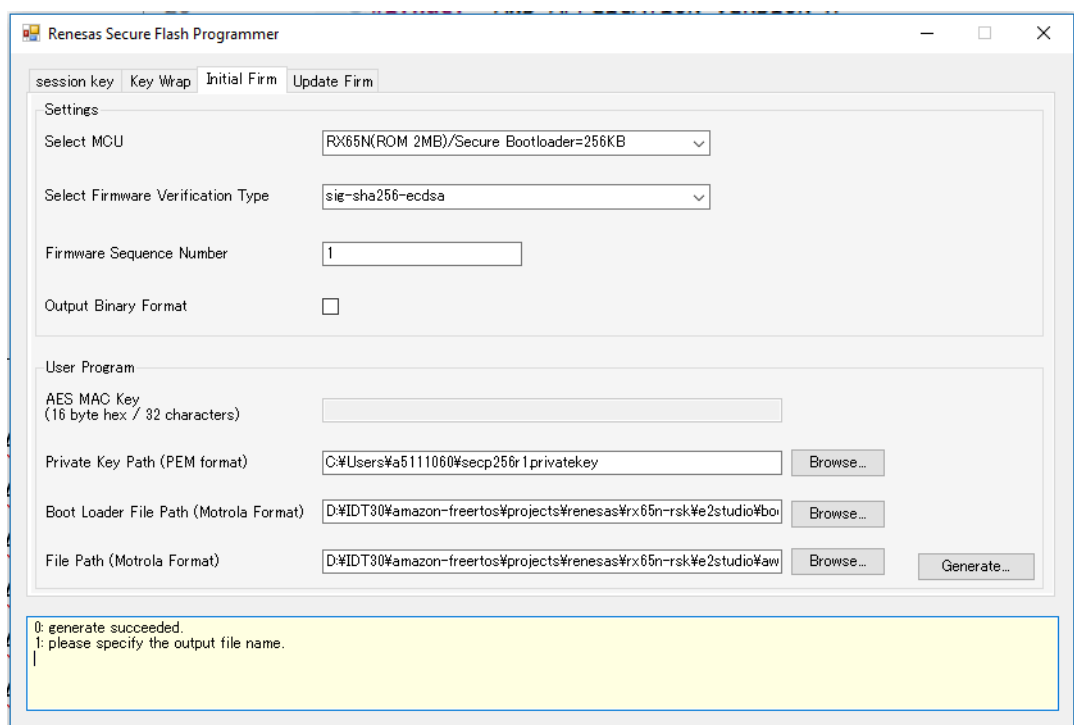 Renesas Secure Flash Programmer
session key Key Wrap Initial Firm Update Firm
Settings
Select MCU RX65N(ROM 2MB)/Secure Bootloader=256KB
Select Firmware Verification Type sig-sha256-ecdsa
Firmware Sequence Number 1
Output Binary Format
User Program
AES MAC Key
(16 byte hex / 32 characters)
Private Key Path (PEM format) C:¥Users¥a5111060¥secp256r1.privatekey Browse...
Boot Loader File Path (Motrola Format) D:¥IDT30¥amazon-freertos¥projects¥renesas¥rx65n-rsk¥e2studio¥boo Browse...
File Path (Motrola Format) D:¥IDT30¥amazon-freertos¥projects¥renesas¥rx65n-rsk¥e2studio¥aw Browse...
Generate...
0: generate succeeded.
1: please specify the output file name.